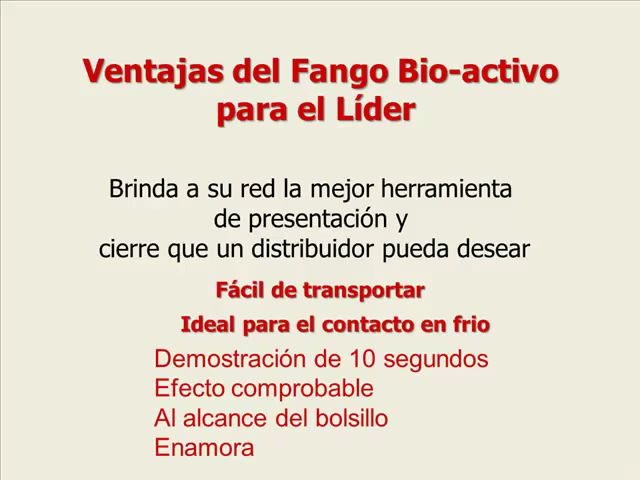 Ventajas del Fango Bio-activo
para el Líder
Brinda a su red la mejor herramienta
de presentación y
cierre que un distribuidor pueda desear
Fácil de transportar
Ideal para el contacto en frio
Demostración de 10 segundos
Efecto comprobable
Al alcance del bolsillo
Enamora